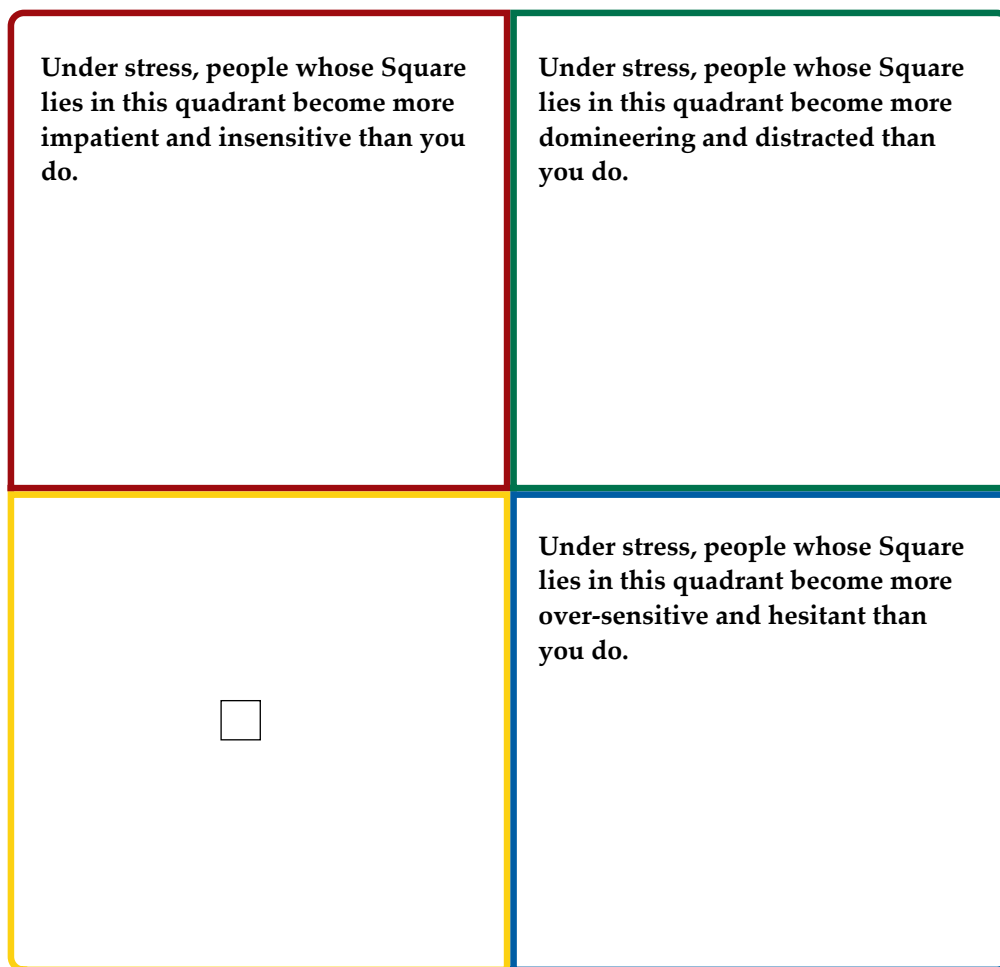 Under stress, people whose Square
lies in this quadrant become more
impatient and insensitive than you
do.
Under stress, people whose Square
lies in this quadrant become more
domineering and distracted than
you do.
Under stress, people whose Square
lies in this quadrant become more
over-sensitive and hesitant than
you do.